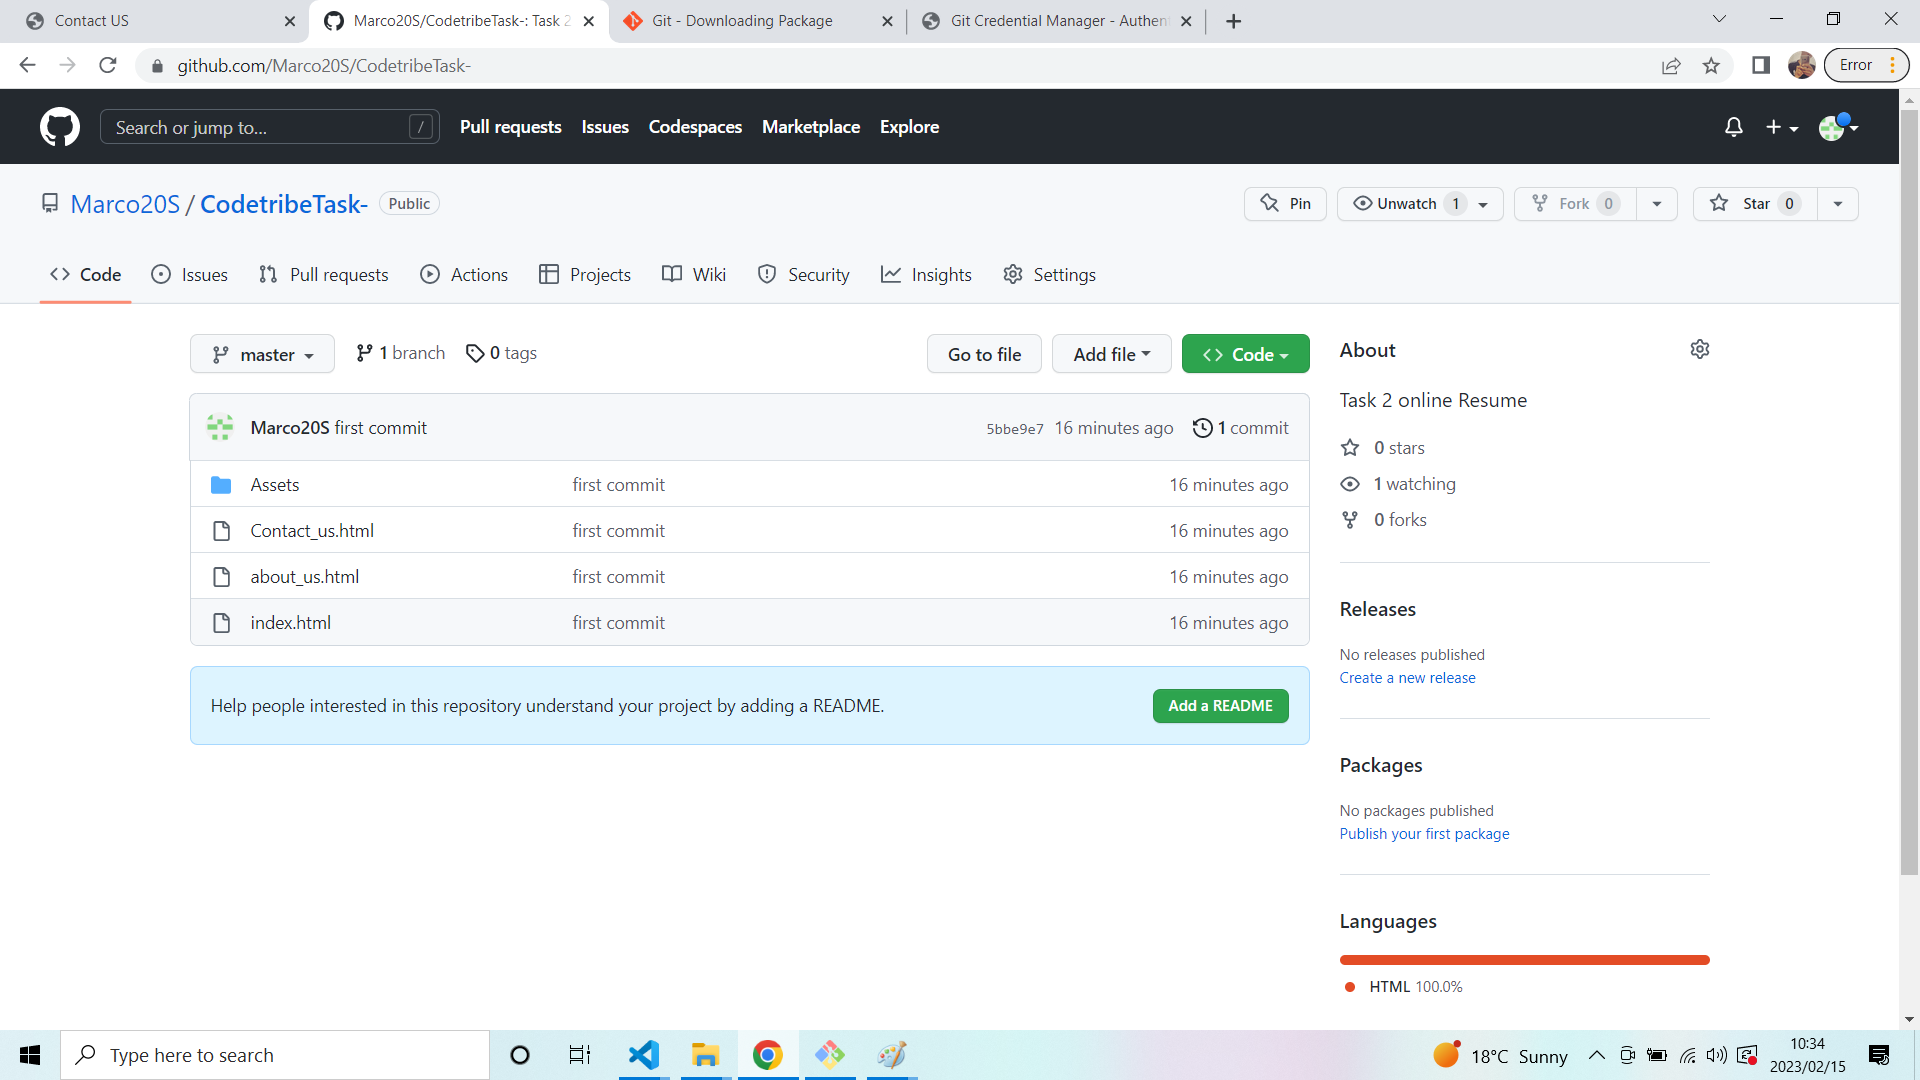 Contact US
Marco20S/CodetribeTask-: Task 2
Git - Downloading Package
Git Credential Manager - Authent
github.com/Marco20S/CodetribeTask-
Error
Search or jump to...
/
Pull requests
Issues
Codespaces
Marketplace
Explore
Marco20S / CodetribeTask-
Public
Pin
Unwatch 1
Fork 0
Star 0
Code
Issues
Pull requests
Actions
Projects
Wiki
Security
Insights
Settings
master
1 branch
0 tags
Go to file
Add file
Code
Marco20S first commit
5bbe9e7 16 minutes ago
1 commit
Assets
first commit
16 minutes ago
Contact_us.html
first commit
16 minutes ago
about_us.html
first commit
16 minutes ago
index.html
first commit
16 minutes ago
Help people interested in this repository understand your project by adding a README.
Add a README
About
Task 2 online Resume
0 stars
1 watching
0 forks
Releases
No releases published
Create a new release
Packages
No packages published
Publish your first package
Languages
HTML 100.0%
Type here to search
18°C Sunny
10:34
2023/02/15